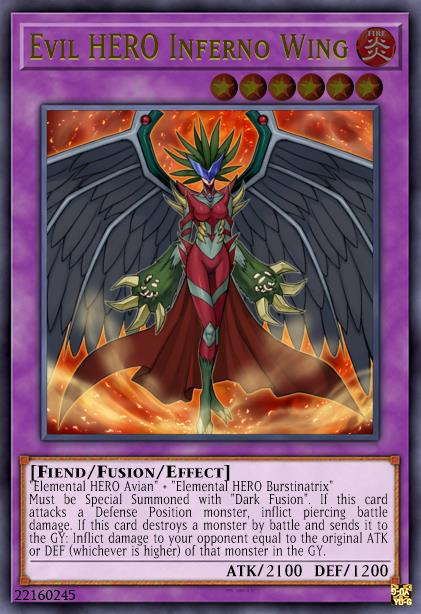 Evil HERO Inferno Wing
FIRE
炎
[Fiend/Fusion/Effect]
"Elemental HERO Avian" + "Elemental HERO Burstinatrix"
Must be Special Summoned with "Dark Fusion". If this card
attacks a Defense Position monster, inflict piercing battle
damage. If this card destroys a monster by battle and sends it to
the GY: Inflict damage to your opponent equal to the original ATK
or DEF (whichever is higher) of that monster in the GY.
ATK/2100 DEF/1200
22160245